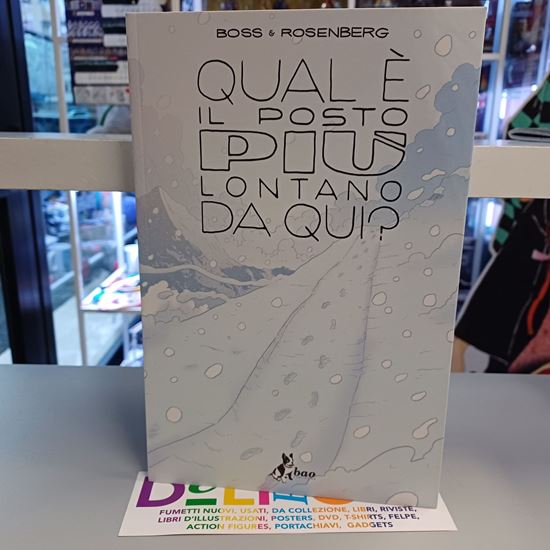 BOSS & ROSENBERG
QUAL È
IL POSTO
PIÙ
LONTANO
DA QUI?
bao
FUMETTI NUOVI, USATI, DA COLLEZIONE, LIBRI, RIVISTE,
LIBRI D'ILLUSTRAZIONI, POSTERS, DVD, T-SHIRTS, FELPE,
ACTION FIGURES, PORTACHIAVI, GADGETS